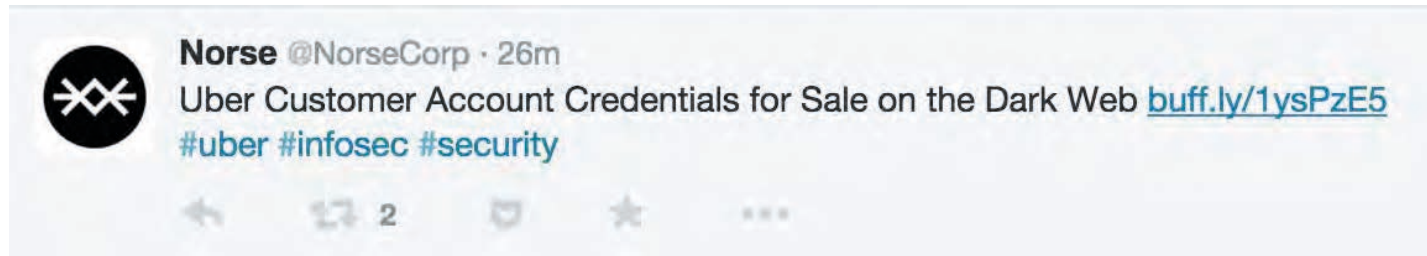 Norse @NorseCorp · 26m
Uber Customer Account Credentials for Sale on the Dark Web buff.ly/1ysPzE5
#uber #infosec #security
2